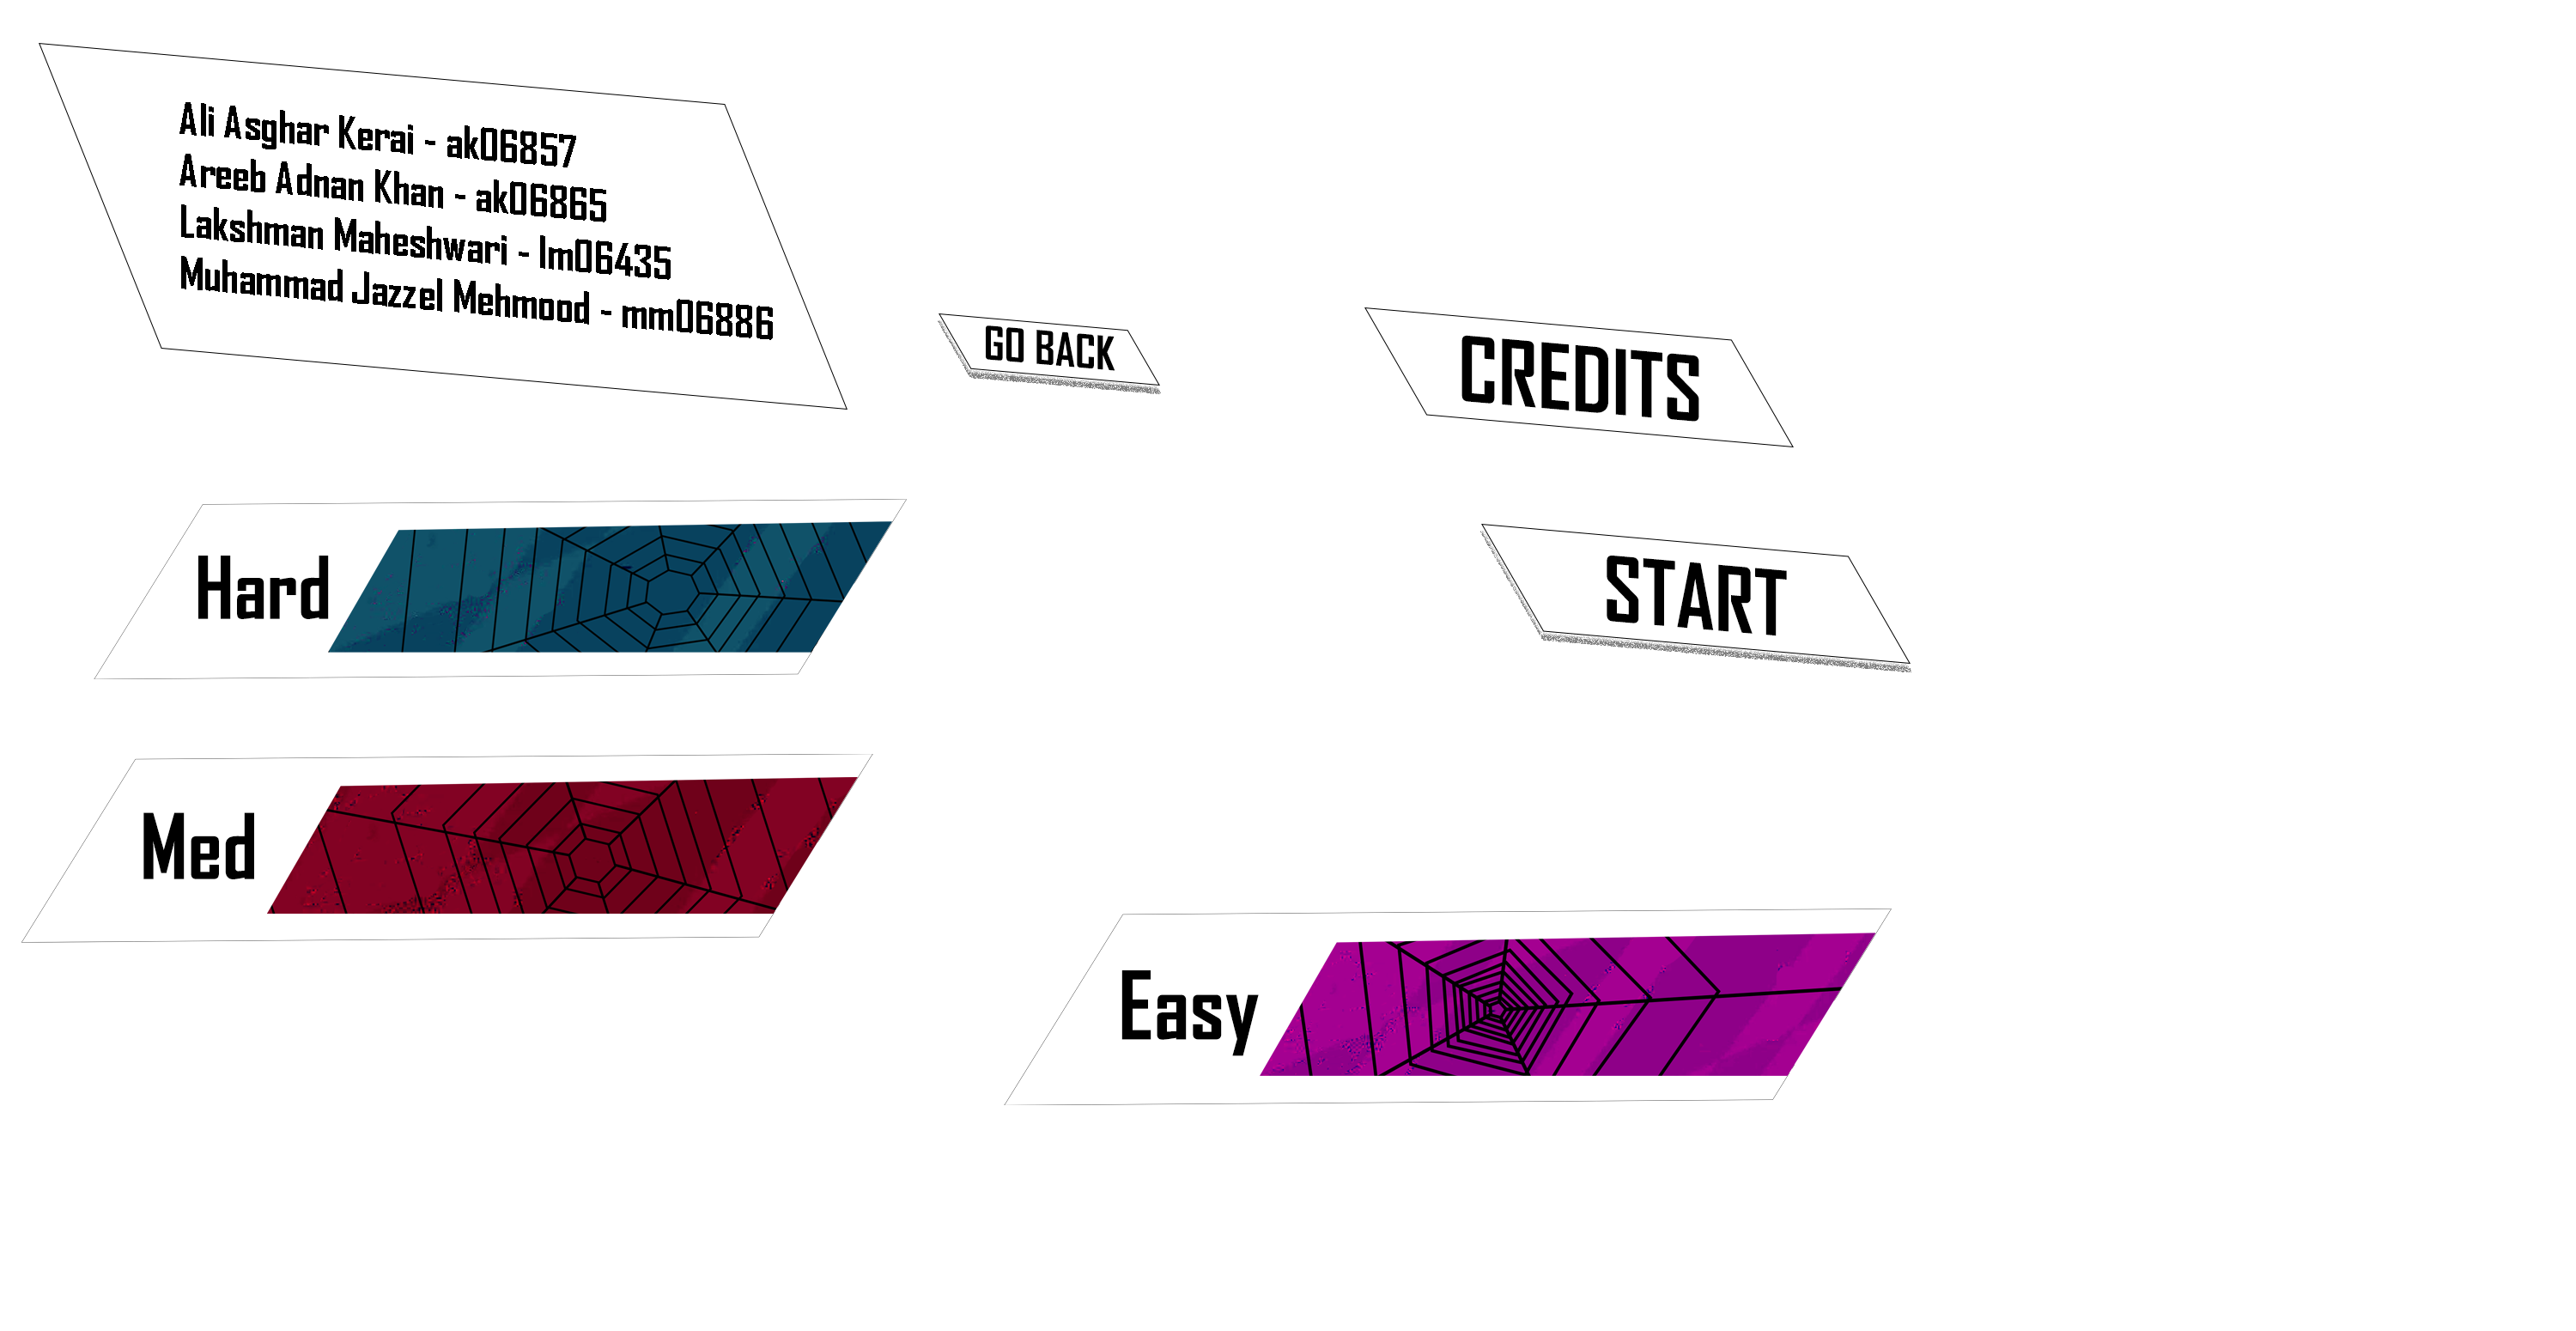 Ali Asghar Kerai - ak06857
Areeb Adnan Khan - ak06865
Lakshman Maheshwari - lm06435
Muhammad Jazzel Mehmood - mm06886
GO BACK
CREDITS
Hard
START
Med
Easy